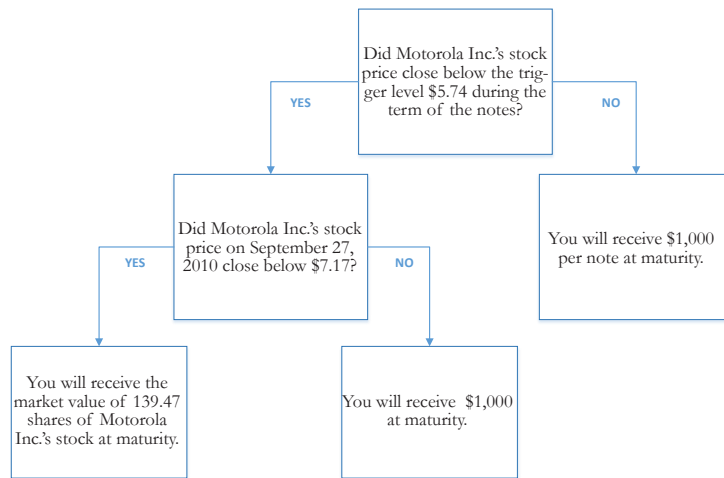 Did Motorola Inc.'s stock
price close below the trig-
ger level $5.74 during the
term of the notes?
YES
NO
Did Motorola Inc.'s stock
price on September 27,
2010 close below $7.17?
You will receive $1,000
per note at maturity.
YES
NO
You will receive the
market value of 139.47
shares of Motorola
Inc.'s stock at maturity.
You will receive $1,000
at maturity.